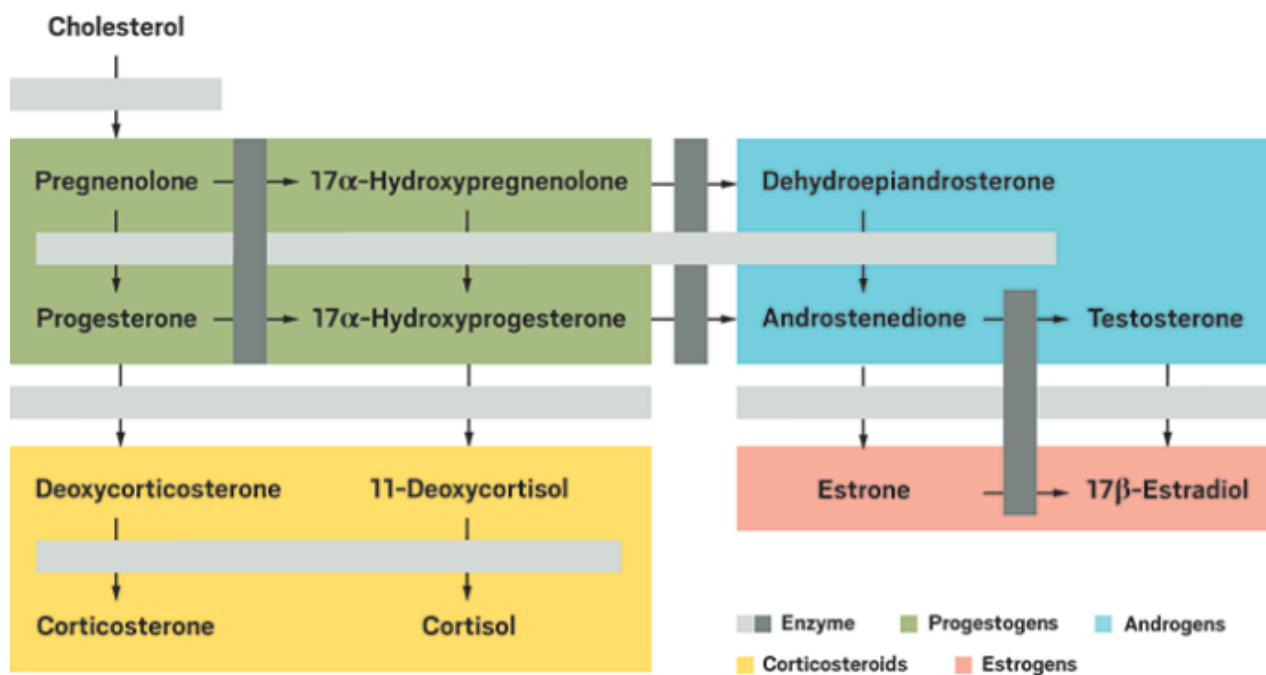 Cholesterol
Pregnenolone 17α-Hydroxypregnenolone Dehydroepiandrosterone
Progesterone 17α-Hydroxyprogesterone Androstenedione Testosterone
Deoxycorticosterone 11-Deoxycortisol Estrone 17β-Estradiol
Corticosterone Cortisol
Enzyme Progestogens Androgens
Corticosteroids Estrogens